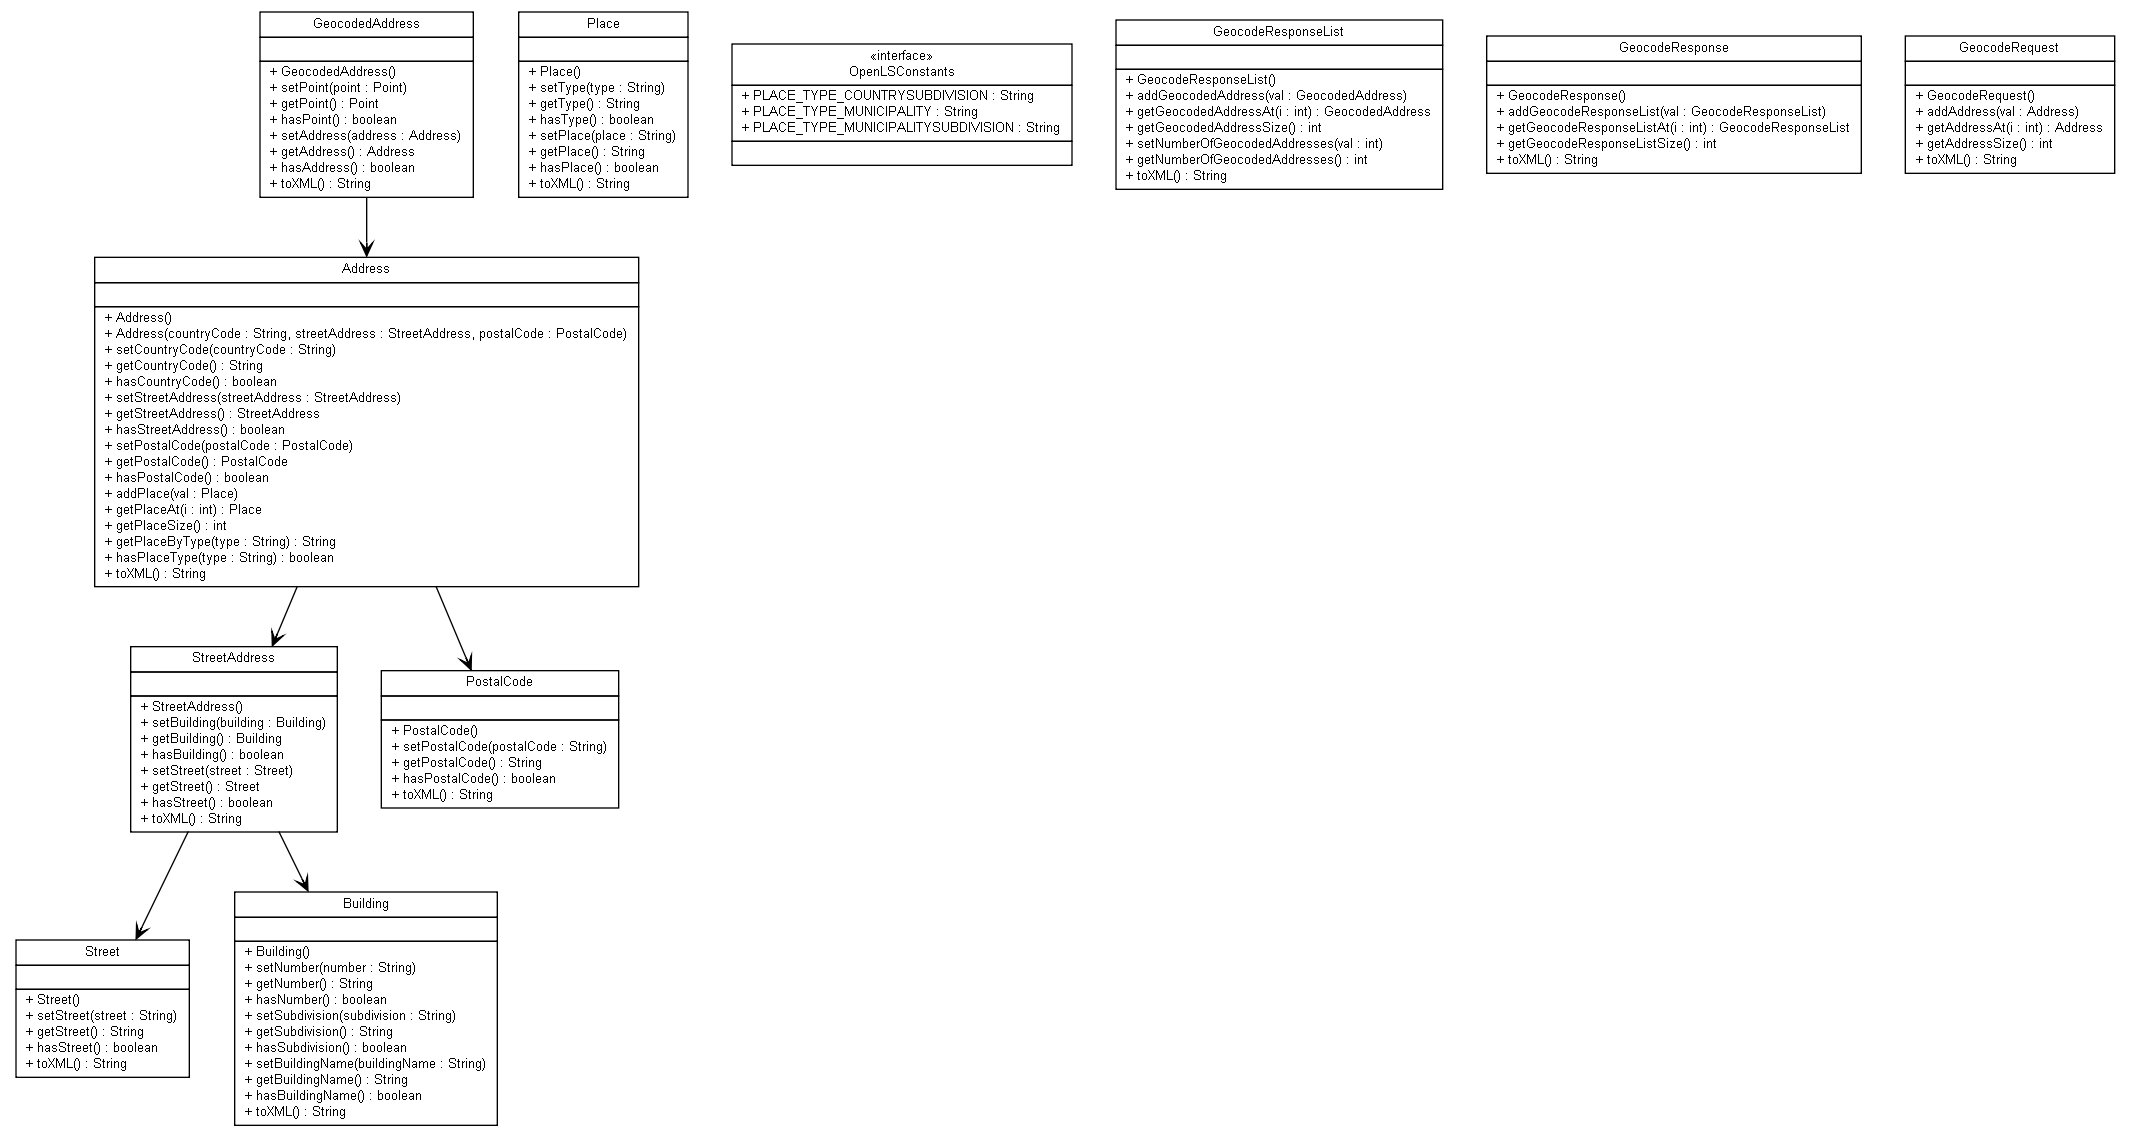 GeocodedAddress
+ GeocodedAddress()
+ setPoint(point : Point)
+ getPoint() : Point
+ hasPoint() : boolean
+ setAddress(address : Address)
+ getAddress() : Address
+ hasAddress() : boolean
+ toXML() : String
Place
+ Place()
+ setType(type : String)
+ getType() : String
+ hasType() : boolean
+ setPlace(place : String)
+ getPlace() : String
+ hasPlace() : boolean
+ toXML() : String
«interface»
OpenLSConstants
+ PLACE_TYPE_COUNTRYSUBDIVISION : String
+ PLACE_TYPE_MUNICIPALITY : String
+ PLACE_TYPE_MUNICIPALITYSUBDIVISION : String
GeocodeResponseList
+ GeocodeResponseList()
+ addGeocodedAddress(val : GeocodedAddress)
+ getGeocodedAddressAt(i : int) : GeocodedAddress
+ getGeocodedAddressSize() : int
+ setNumberOfGeocodedAddresses(val : int)
+ getNumberOfGeocodedAddresses() : int
+ toXML() : String
GeocodeResponse
+ GeocodeResponse()
+ addGeocodeResponseList(val : GeocodeResponseList)
+ getGeocodeResponseListAt(i : int) : GeocodeResponseList
+ getGeocodeResponseListSize() : int
+ toXML() : String
GeocodeRequest
+ GeocodeRequest()
+ addAddress(val : Address)
+ getAddressAt(i : int) : Address
+ getAddressSize() : int
+ toXML() : String
Address
+ Address()
+ Address(countryCode : String, streetAddress : StreetAddress, postalCode : PostalCode)
+ setCountryCode(countryCode : String)
+ getCountryCode() : String
+ hasCountryCode() : boolean
+ setStreetAddress(streetAddress : StreetAddress)
+ getStreetAddress() : StreetAddress
+ hasStreetAddress() : boolean
+ setPostalCode(postalCode : PostalCode)
+ getPostalCode() : PostalCode
+ hasPostalCode() : boolean
+ addPlace(val : Place)
+ getPlaceAt(i : int) : Place
+ getPlaceSize() : int
+ getPlaceByType(type : String) : String
+ hasPlaceType(type : String) : boolean
+ toXML() : String
StreetAddress
+ StreetAddress()
+ setBuilding(building : Building)
+ getBuilding() : Building
+ hasBuilding() : boolean
+ setStreet(street : Street)
+ getStreet() : Street
+ hasStreet() : boolean
+ toXML() : String
PostalCode
+ PostalCode()
+ setPostalCode(postalCode : String)
+ getPostalCode() : String
+ hasPostalCode() : boolean
+ toXML() : String
Street
+ Street()
+ setStreet(street : String)
+ getStreet() : String
+ hasStreet() : boolean
+ toXML() : String
Building
+ Building()
+ setNumber(number : String)
+ getNumber() : String
+ hasNumber() : boolean
+ setSubdivision(subdivision : String)
+ getSubdivision() : String
+ hasSubdivision() : boolean
+ setBuildingName(buildingName : String)
+ getBuildingName() : String
+ hasBuildingName() : boolean
+ toXML() : String